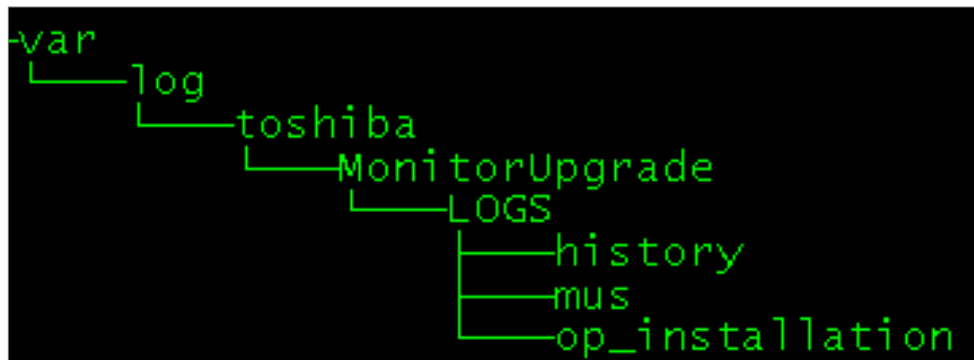 var
log
toshiba
MonitorUpgrade
LOGS
history
mus
op_installation